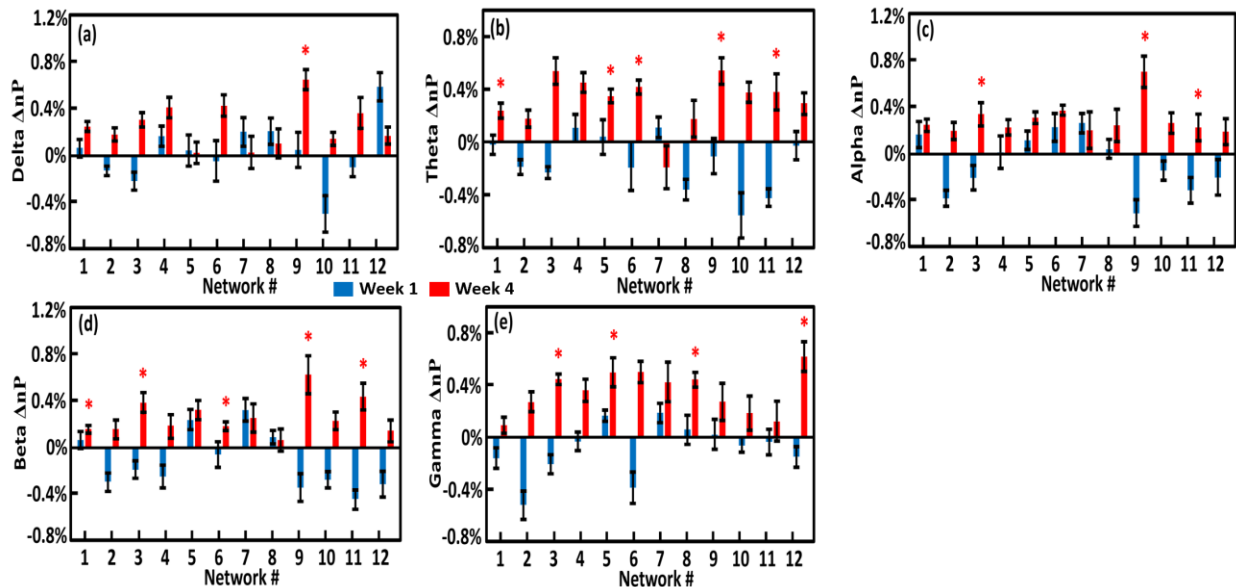 (a)
1.2%
0.8%
0.4%
0%
-0.4%
-0.8%
Delta ΔnP
1 2 3 4 5 6 7 8 9 10 11 12
Network #
*
(b)
0.8%
0.4%
0%
-0.4%
-0.8%
Theta ΔnP
1 2 3 4 5 6 7 8 9 10 11 12
Network #
* * * * *
(c)
1.2%
0.8%
0.4%
0%
-0.4%
-0.8%
Alpha ΔnP
1 2 3 4 5 6 7 8 9 10 11 12
Network #
* * *
Week 1 Week 4
(d)
1.2%
0.8%
0.4%
0%
-0.4%
-0.8%
Beta ΔnP
1 2 3 4 5 6 7 8 9 10 11 12
Network #
* * * * *
(e)
0.8%
0.4%
0%
-0.4%
-0.8%
Gamma ΔnP
1 2 3 4 5 6 7 8 9 10 11 12
Network #
* * * *